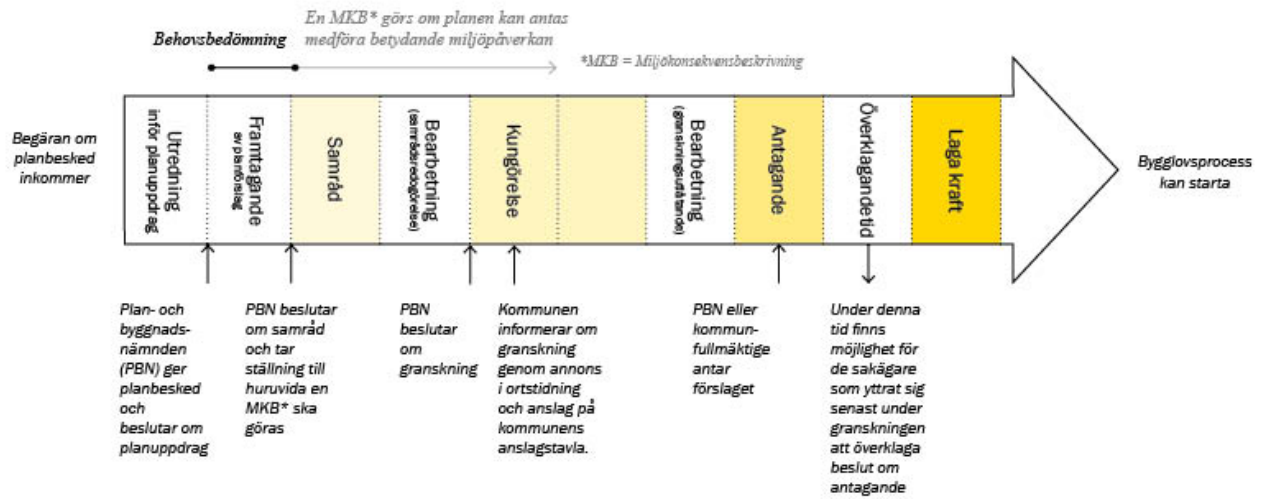 En MKB* görs om planen kan antas
medföra betydande miljöpåverkan
Behovsbedömning
*MKB = Miljökonsekvensbeskrivning
Begäran om
planbesked
inkommer
Utredning
inför planuppdrag
Framtagande
av planförslag
Samråd
Bearbetning
(samrådsredogörelse)
Kungörelse
Bearbetning
(granskningsutlåtande)
Antagande
Överklagandetid
Laga kraft
Bygglovsprocess
kan starta
Plan- och
byggnads-
nämnden
(PBN) ger
planbesked
och
beslutar om
planuppdrag
PBN beslutar
om samråd
och tar
ställning till
huruvida en
MKB* ska
göras
PBN
beslutar
om
granskning
Kommunen
informerar om
granskning
genom annons
i ortstidning
och anslag på
kommunens
anslagstavla.
PBN eller
kommun-
fullmäktige
antar
förslaget
Under denna
tid finns
möjlighet för
de sakägare
som yttrat sig
senast under
granskningen
att överklaga
beslut om
antagande